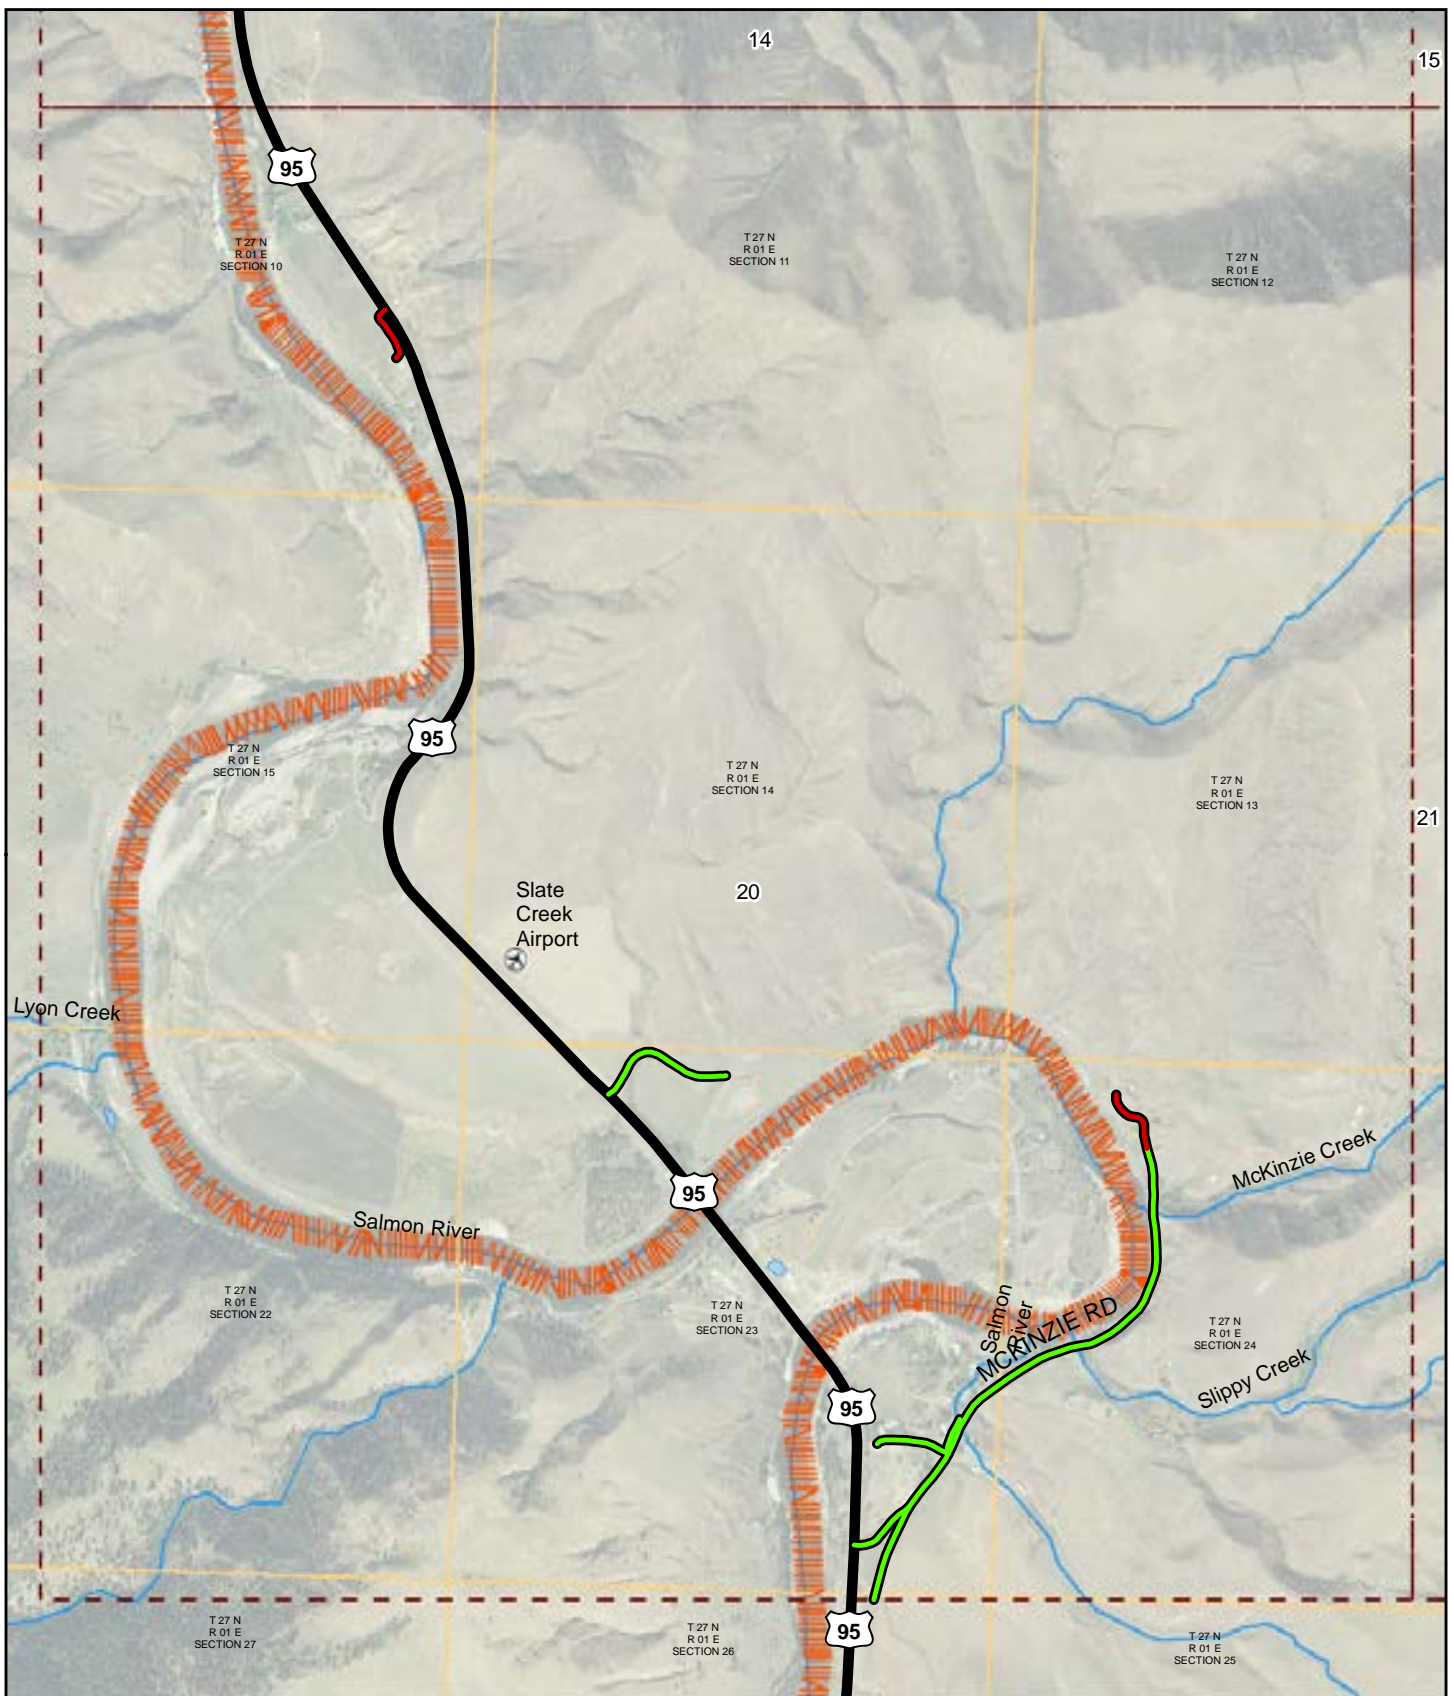 14
15
95
T 27 N
R 01 E
SECTION 10
T 27 N
R 01 E
SECTION 11
T 27 N
R 01 E
SECTION 12
95
T 27 N
R 01 E
SECTION 15
T 27 N
R 01 E
SECTION 14
T 27 N
R 01 E
SECTION 13
21
20
Slate
Creek
Airport
Lyon Creek
McKinzie Creek
95
Salmon River
T 27 N
R 01 E
SECTION 22
T 27 N
R 01 E
SECTION 23
Salmon
River
MCKINZIE RD
T 27 N
R 01 E
SECTION 24
Slippy Creek
95
T 27 N
R 01 E
SECTION 27
T 27 N
R 01 E
SECTION 26
95
T 27 N
R 01 E
SECTION 25